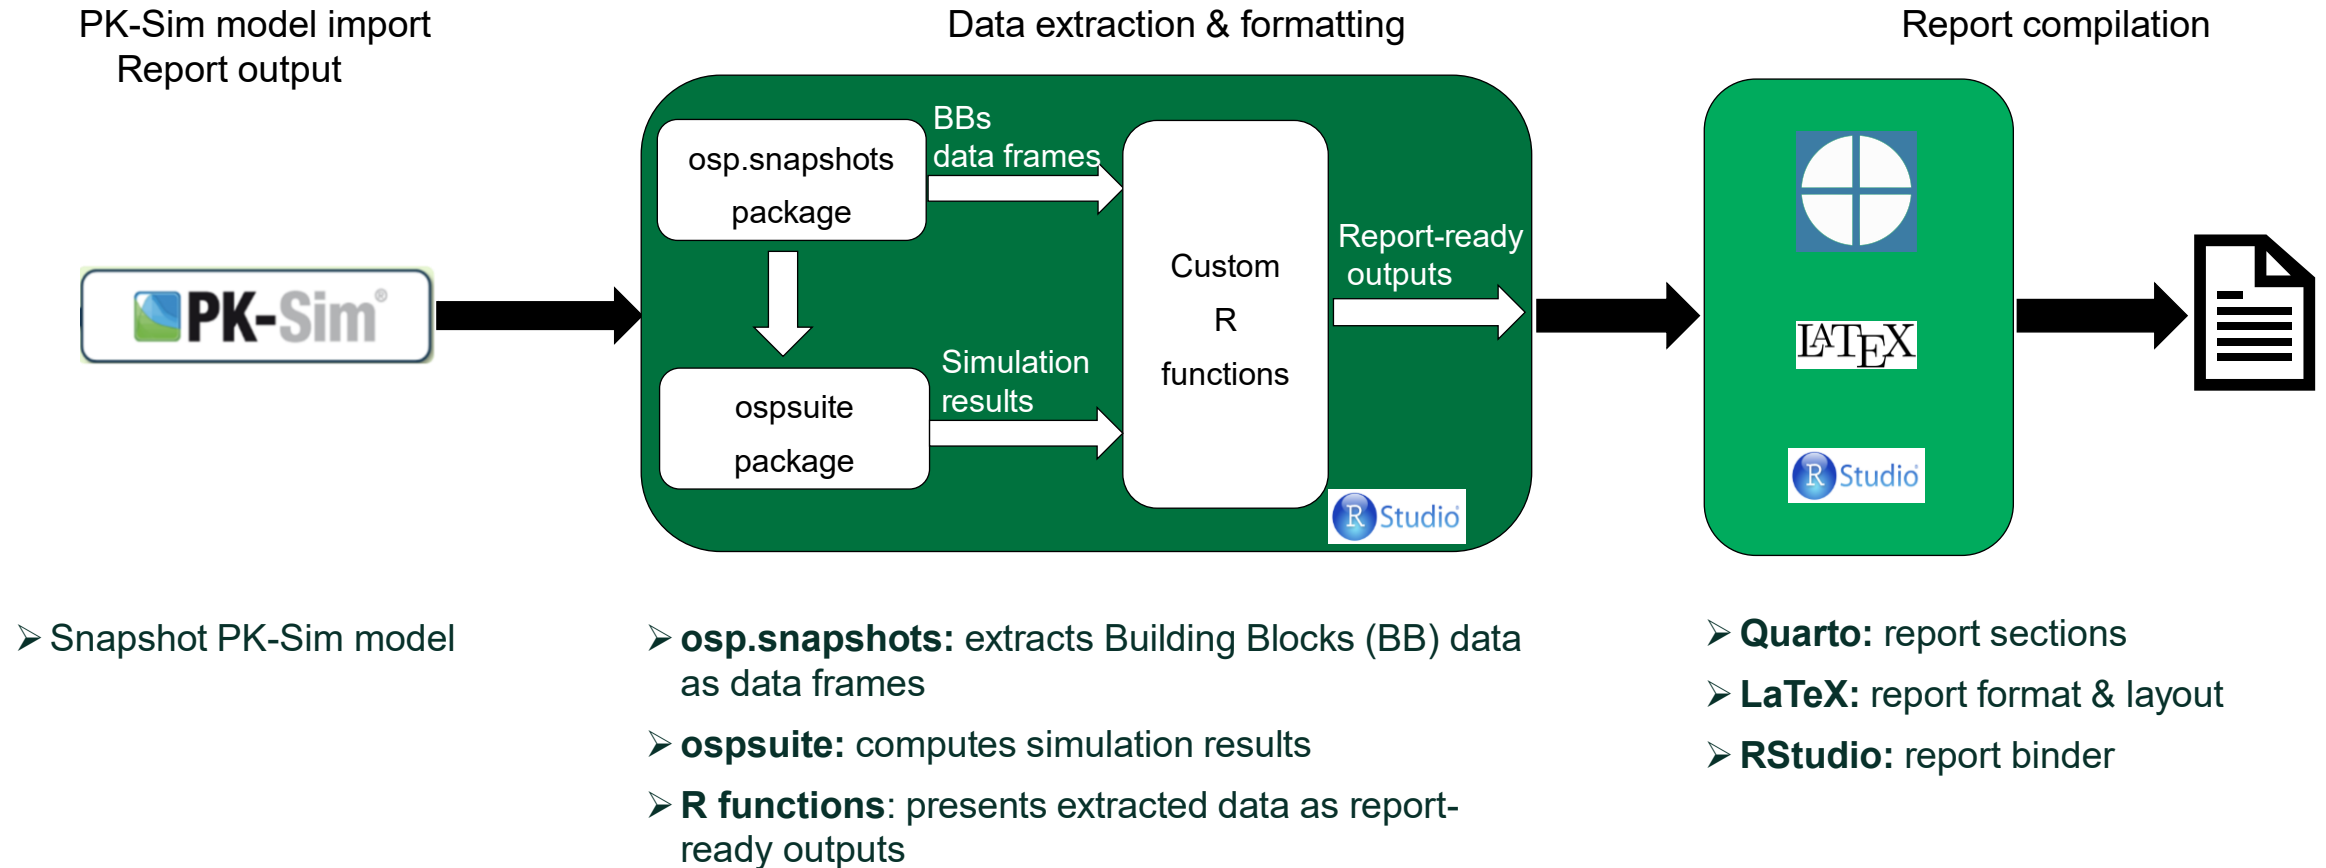 PK-Sim model import
Report output
Data extraction & formatting
Report compilation
BBs
data frames
osp.snapshots
package
Custom
R
functions
Report-ready
outputs
PK-Sim®
Simulation
results
ospsuite
package
R Studio
LATEX
R Studio
➢ Snapshot PK-Sim model
➢ osp.snapshots: extracts Building Blocks (BB) data
as data frames
➢ ospsuite: computes simulation results
➢ R functions: presents extracted data as report-
ready outputs
➢ Quarto: report sections
➢ LaTeX: report format & layout
➢ RStudio: report binder